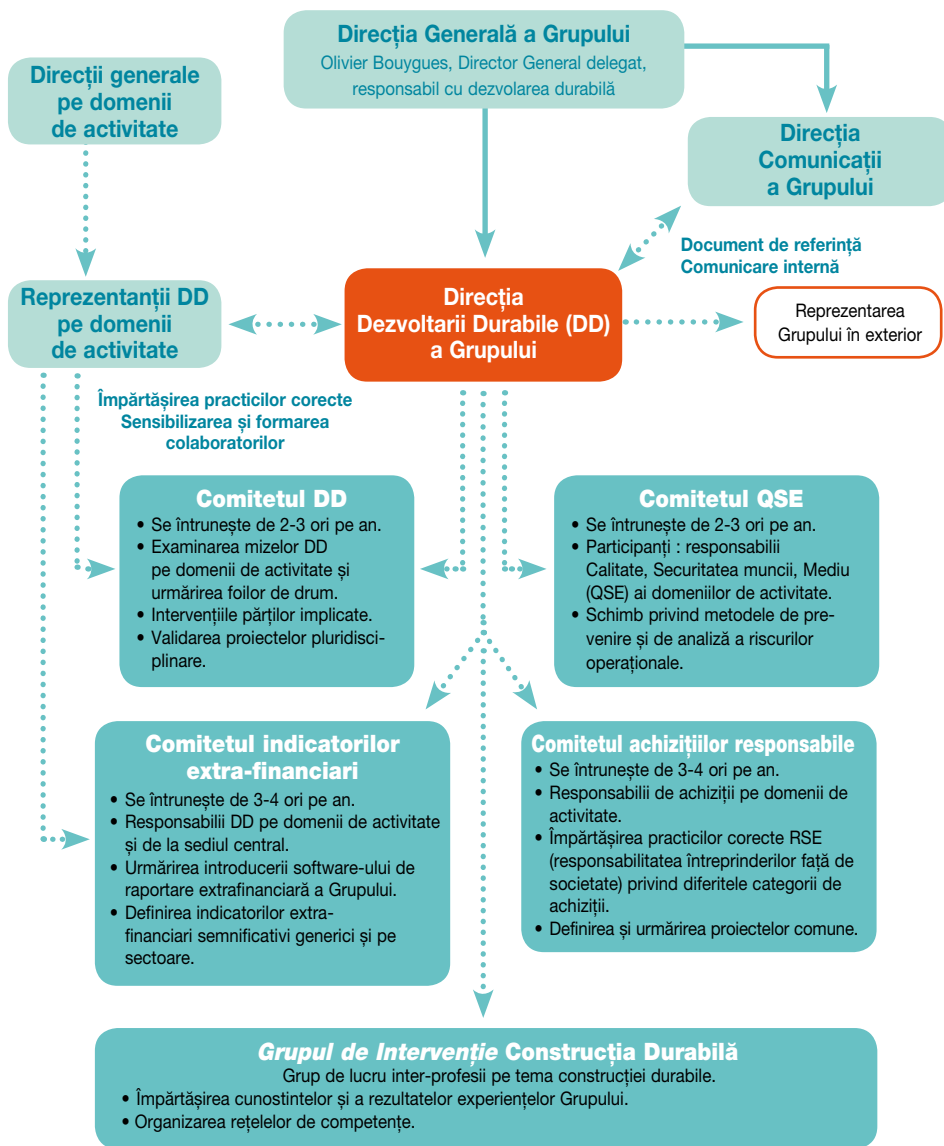 Direcția Generală a Grupului
Olivier Bouygues, Director General delegat,
responsabil cu dezvolarea durabilă
Direcții generale
pe domenii
de activitate
Direcția
Comunicații
a Grupului
Document de referință
Comunicare internă
Reprezentanții DD
pe domenii
de activitate
Direcția
Dezvoltarii Durabile (DD)
a Grupului
Reprezentarea
Grupului în exterior
Împărtășirea practicilor corecte
Sensibilizarea și formarea
colaboratorilor
Comitetul DD
• Se întrunește de 2-3 ori pe an.
• Examinarea mizelor DD
pe domenii de activitate și
urmărirea foilor de drum.
• Intervențiile părților implicate.
• Validarea proiectelor pluridisci-
plinare.
Comitetul QSE
• Se întrunește de 2-3 ori pe an.
• Participanți : responsabilii
Calitate, Securitatea muncii, Mediu
(QSE) ai domeniilor de activitate.
• Schimb privind metodele de pre-
venire și de analiză a riscurilor
operaționale.
Comitetul indicatorilor
extra-financiari
• Se întrunește de 3-4 ori pe an.
• Responsabilii DD pe domenii de activitate
și de la sediul central.
• Urmărirea introducerii software-ului de
raportare extrafinanciară a Grupului.
• Definirea indicatorilor extra-
financiari semnificativi generici și pe
sectoare.
Comitetul achizițiilor responsabile
• Se întrunește de 3-4 ori pe an.
• Responsabilii de achiziții pe domenii de
activitate.
• Împărtășirea practicilor corecte RSE
(responsabilitatea întreprinderilor față de
societate) privind diferitele categorii de
achiziții.
• Definirea și urmărirea proiectelor comune.
Grupul de Intervenție Construcția Durabilă
Grup de lucru inter-profesii pe tema construcției durabile.
• Împărtășirea cunostintelor și a rezultatelor experiențelor Grupului.
• Organizarea rețelelor de competențe.